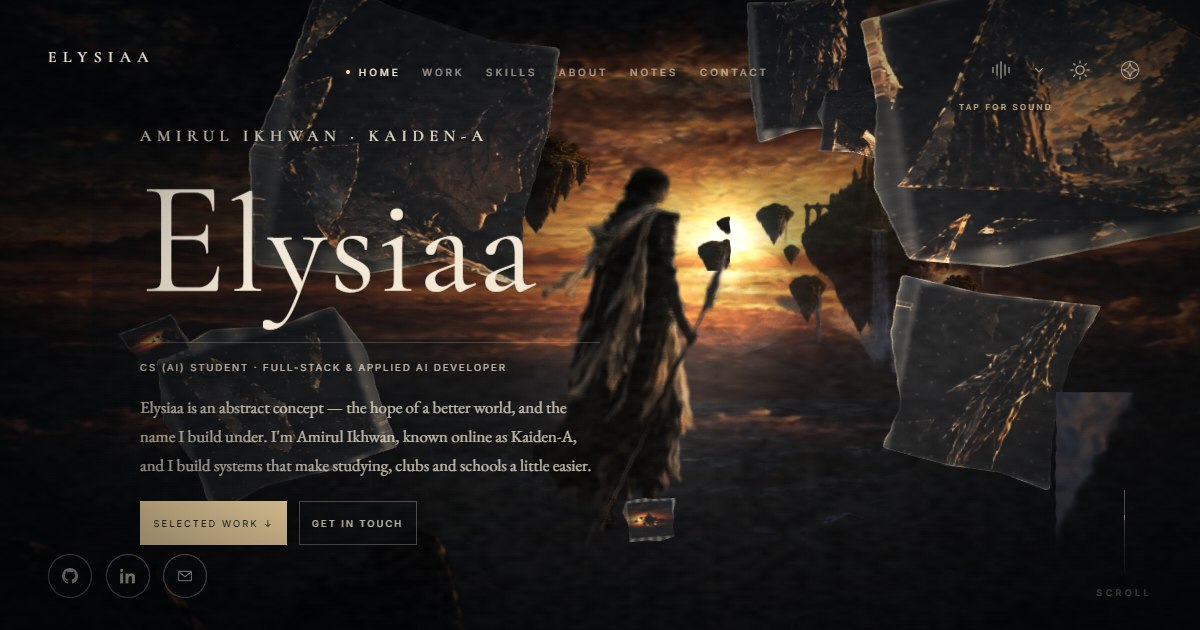 ELYSIAA
HOME WORK SKILLS ABOUT NOTES CONTACT
TAP FOR SOUND
AMIRUL IKHWAN · KAIDEN-A
Elysiaa
CS (AI) STUDENT · FULL-STACK & APPLIED AI DEVELOPER
Elysiaa is an abstract concept — the hope of a better world, and the
name I build under. I'm Amirul Ikhwan, known online as Kaiden-A,
and I build systems that make studying, clubs and schools a little easier.
SELECTED WORK ↓
GET IN TOUCH
in
SCROLL